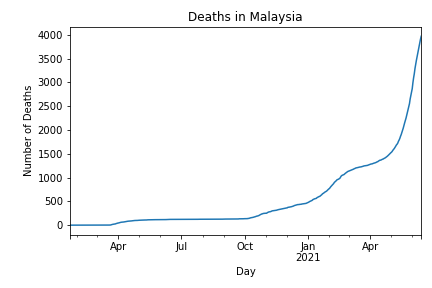 Deaths in Malaysia
Number of Deaths
4000
3500
3000
2500
2000
1500
1000
500
0
Apr
Jul
Oct
Jan
2021
Apr
Day